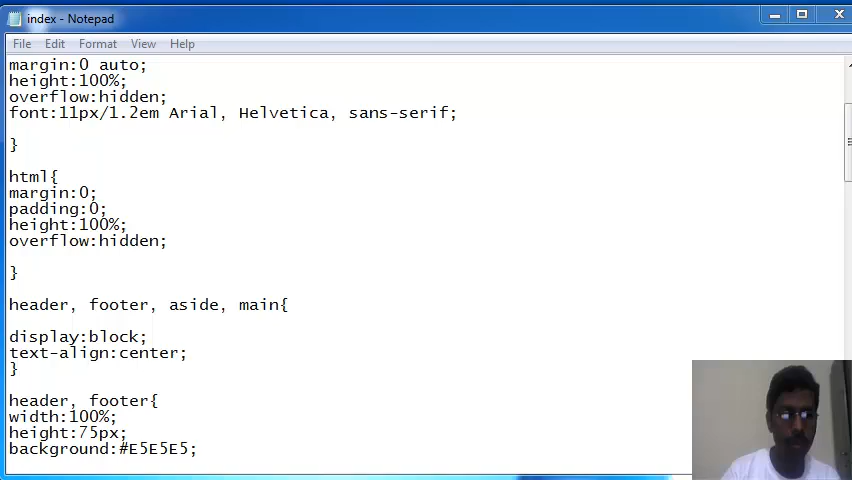 index - Notepad
File Edit Format View Help
margin:0 auto;
height:100%;
overflow:hidden;
font:11px/1.2em Arial, Helvetica, sans-serif;
}
html{
margin:0;
padding:0;
height:100%;
overflow:hidden;
}
header, footer, aside, main{
display:block;
text-align:center;
}
header, footer{
width:100%;
height:75px;
background:#E5E5E5;